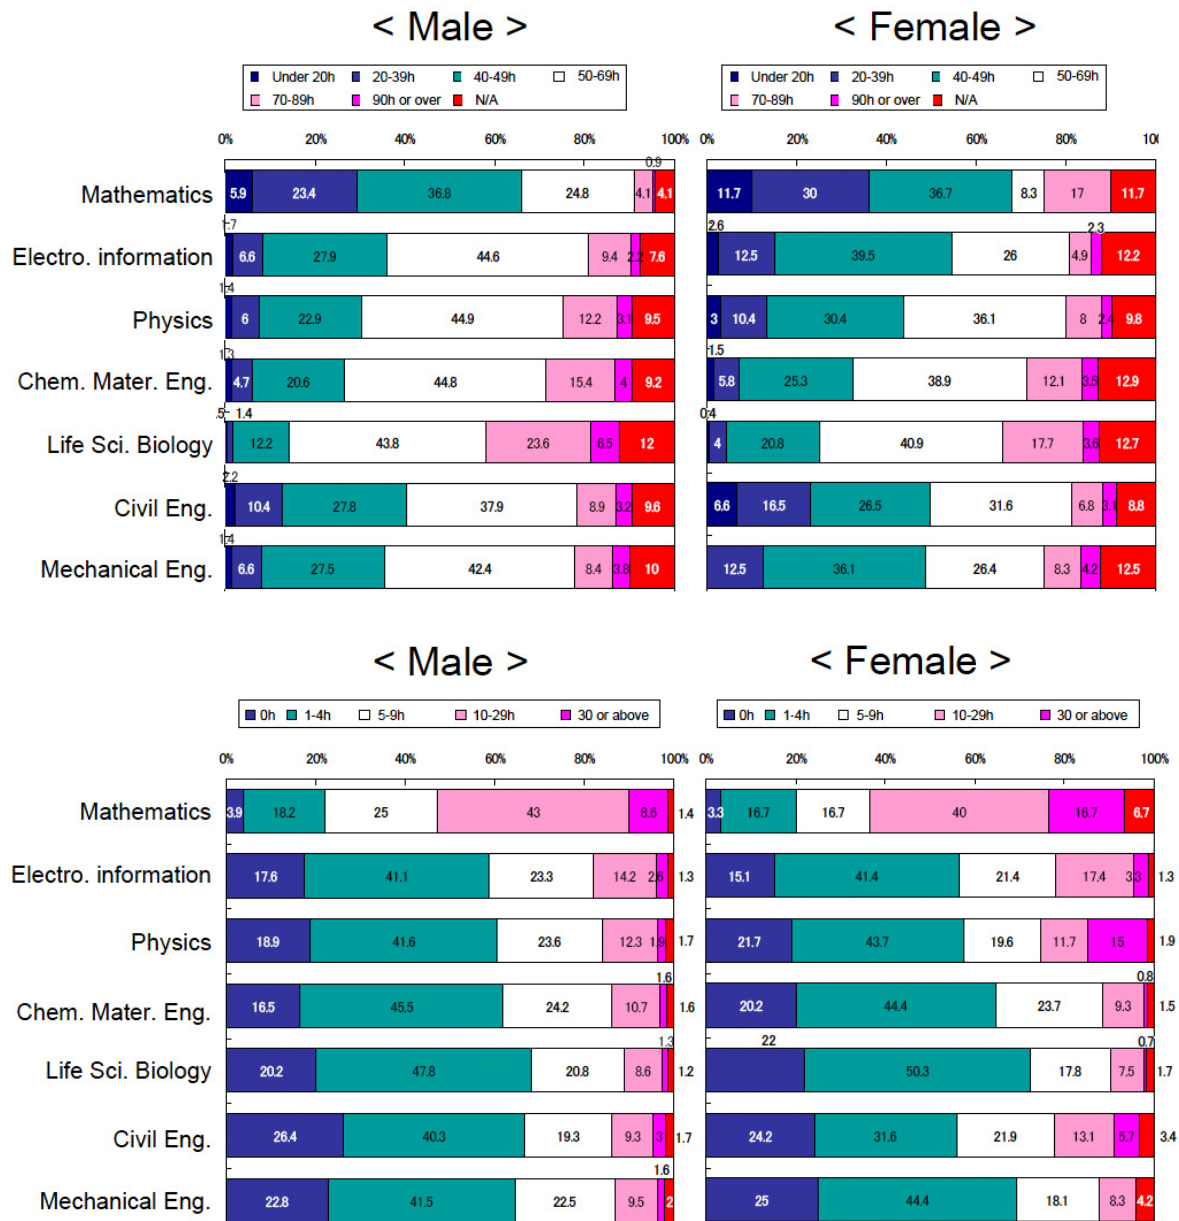 < Male >
< Female >
Under 20h 20-39h 40-49h 50-69h
70-89h 90h or over N/A
Under 20h 20-39h 40-49h 50-69h
70-89h 90h or over N/A
0% 20% 40% 60% 80% 100%
0% 20% 40% 60% 80% 10
0.9
Mathematics 5.9 23.4 36.8 24.8 4.1 4.1
11.7 30 36.7 8.3 17 11.7
1.7
2.6 2.3
Electro. information 6.6 27.9 44.6 9.4 2.2 7.6
12.5 39.5 26 4.9 12.2
1.4
Physics 6 22.9 44.9 12.2 3.1 9.5
3 10.4 30.4 36.1 8 2.4 9.8
1.3
1.5
Chem. Mater. Eng. 4.7 20.6 44.8 15.4 4 9.2
5.8 25.3 38.9 12.1 3.5 12.9
.5 1.4
0.4
Life Sci. Biology 12.2 43.8 23.6 6.5 12
4 20.8 40.9 17.7 3.6 12.7
2.2
Civil Eng. 10.4 27.8 37.9 8.9 3.2 9.6
6.6 16.5 26.5 31.6 6.8 3.1 8.8
1.4
Mechanical Eng. 6.6 27.5 42.4 8.4 3.8 10
12.5 36.1 26.4 8.3 4.2 12.5
< Male >
< Female >
0h 1-4h 5-9h 10-29h 30 or above
0h 1-4h 5-9h 10-29h 30 or above
0% 20% 40% 60% 80% 100%
0% 20% 40% 60% 80% 100%
Mathematics 3.9 18.2 25 43 8.6 1.4
3.3 16.7 16.7 40 16.7 6.7
Electro. information 17.6 41.1 23.3 14.2 2.6 1.3
15.1 41.4 21.4 17.4 3.3 1.3
Physics 18.9 41.6 23.6 12.3 1.9 1.7
21.7 43.7 19.6 11.7 15 1.9
1.6
0.8
Chem. Mater. Eng. 16.5 45.5 24.2 10.7 1.6
20.2 44.4 23.7 9.3 1.5
1.3
22 0.7
Life Sci. Biology 20.2 47.8 20.8 8.6 1.2
50.3 17.8 7.5 1.7
Civil Eng. 26.4 40.3 19.3 9.3 3 1.7
24.2 31.6 21.9 13.1 5.7 3.4
1.6
Mechanical Eng. 22.8 41.5 22.5 9.5 2
25 44.4 18.1 8.3 4.2